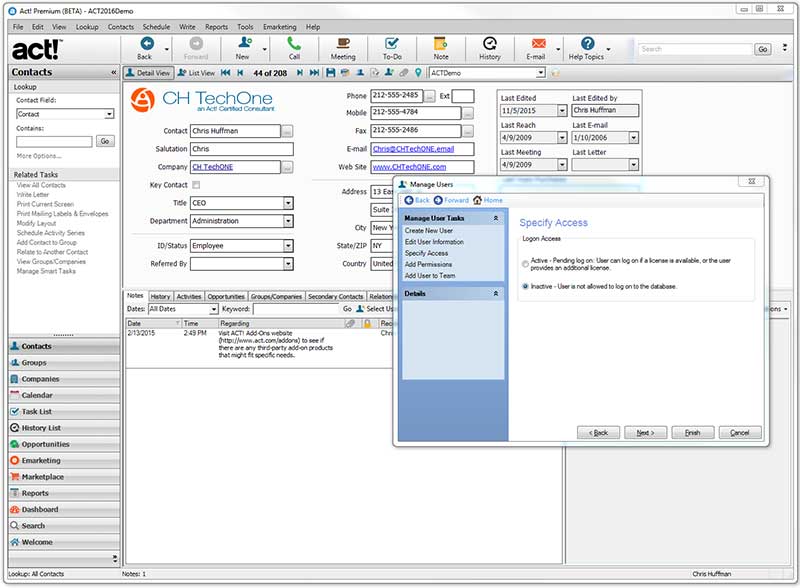 Act! Premium (BETA) - ACT2016Demo
File Edit View Lookup Contacts Schedule Write Reports Tools Emarketing Help
act!
Back
Forward
New
Call
Meeting
To-Do
Note
History
E-mail
Help Topics
Search
Go
Contacts «
Detail View
List View
44 of 208
ACTDemo
Lookup
Contact Field:
Contact
Contains:
Go
More Options...
Related Tasks
View All Contacts
Write Letter
Print Current Screen
Print Mailing Labels & Envelopes
Modify Layout
Schedule Activity Series
Add Contact to Group
Relate to Another Contact
View Groups/Companies
Manage Smart Tasks
Contacts
Groups
Companies
Calendar
Task List
History List
Opportunities
Emarketing
Marketplace
Reports
Dashboard
Search
Welcome
CH TechOne
an Act! Certified Consultant.
Contact Chris Huffman
Salutation Chris
Company CH TechONE
Key Contact
Title CEO
Department Administration
ID/Status Employee
Referred By
Phone 212-555-2485 ... Ext
Mobile 212-555-4784
Fax 212-555-2486
E-mail Chris@CHTechONE.email
Web Site www.CHTechONE.com
Address 13 Eas
Suite
City New Y
State/ZIP NY
Country United
Last Edited Last Edited by
11/5/2015 Chris Huffman
Last Reach Last E-mail
4/9/2009 1/10/2006
Last Meeting Last Letter
4/9/2009
Notes History Activities Opportunities Groups/Companies Secondary Contacts Relation
Dates: All Dates Keyword: Go Select Use
Date Time Regarding Reco
2/13/2015 2:49 PM Visit ACT! Add-Ons website Chris
(http://www.act.com/addons) to see if
there are any third-party add-on products
that might fit specific needs.
ons
Manage Users
Back Forward Home
Manage User Tasks
Create New User
Edit User Information
Specify Access
Add Permissions
Add User to Team
Details
Specify Access
Logon Access
Active - Pending log on: User can log on if a license is available, or the user
provides an additional license.
Inactive - User is not allowed to log on to the database.
< Back Next > Finish Cancel
Lookup: All Contacts Notes: 1 Chris Huffman